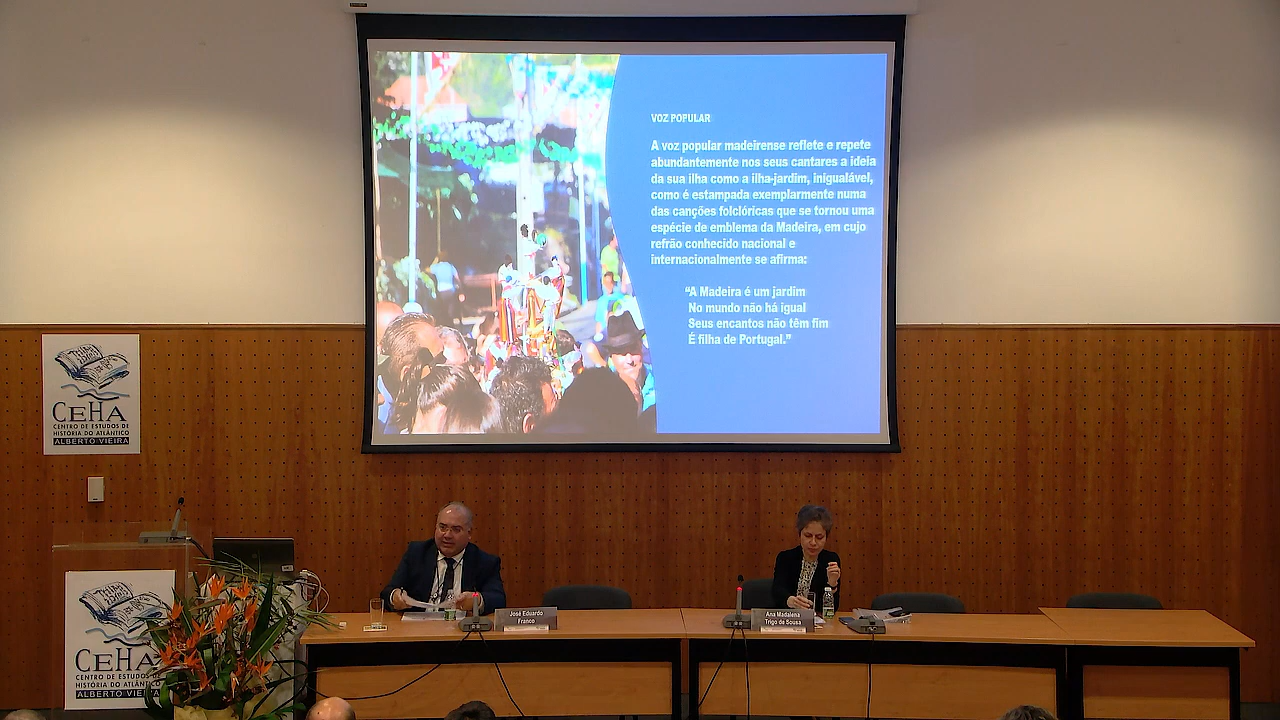 VOZ POPULAR
A voz popular madeirense reflete e repete
abundantemente nos seus cantares a ideia
da sua ilha como a ilha-jardim, inigualável,
como é estampada exemplarmente numa
das canções folclóricas que se tornou uma
espécie de emblema da Madeira, em cujo
refrão conhecido nacional e
internacionalmente se afirma:
“A Madeira é um jardim
No mundo não há igual
Seus encantos não têm fim
É filha de Portugal.”
CEHA
CENTRO DE ESTUDOS DE
HISTÓRIA DO ATLÂNTICO
ALBERTO VIEIRA
José Eduardo
Franco
Ana Madalena
Trigo de Sousa
CEHA
CENTRO DE ESTUDOS DE
HISTÓRIA DO ATLÂNTICO
ALBERTO VIEIRA